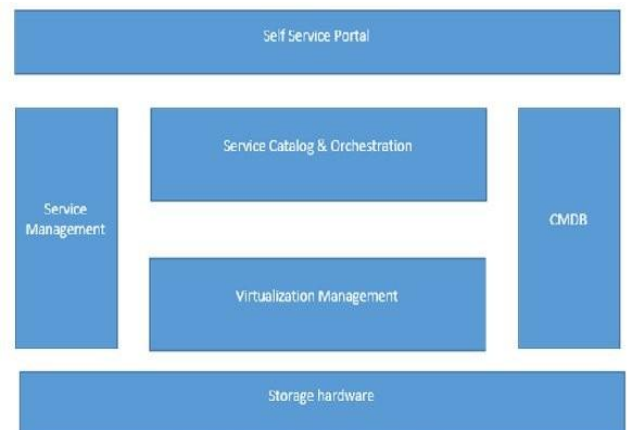 Self Service Portal
Service Catalog & Orchestration
Service
Management
CMDB
Virtualization Management
Storage hardware